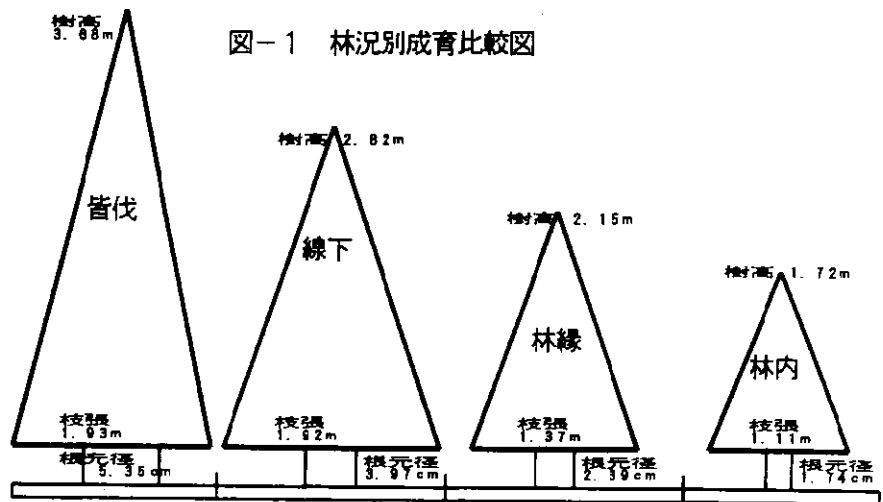 図－１　林況別成育比較図
樹高
3.88m
皆伐
枝張
1.93m
根元径
5.35cm
樹高 2.82m
線下
枝張
1.92m
根元径
3.97cm
樹高 2.15m
林縁
枝張
1.37m
根元径
2.39cm
樹高 1.72m
林内
枝張
1.11m
根元径
1.74cm